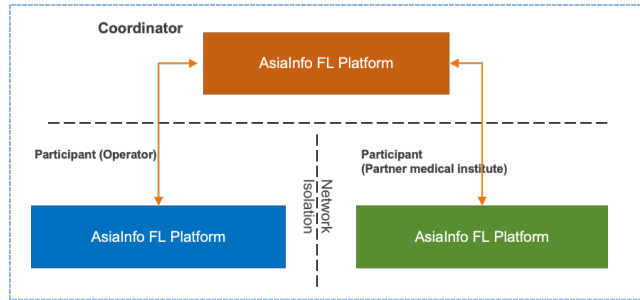 Coordinator
AsiaInfo FL Platform
Participant (Operator)
Participant
(Partner medical institute)
Network
Isolation
AsiaInfo FL Platform
AsiaInfo FL Platform